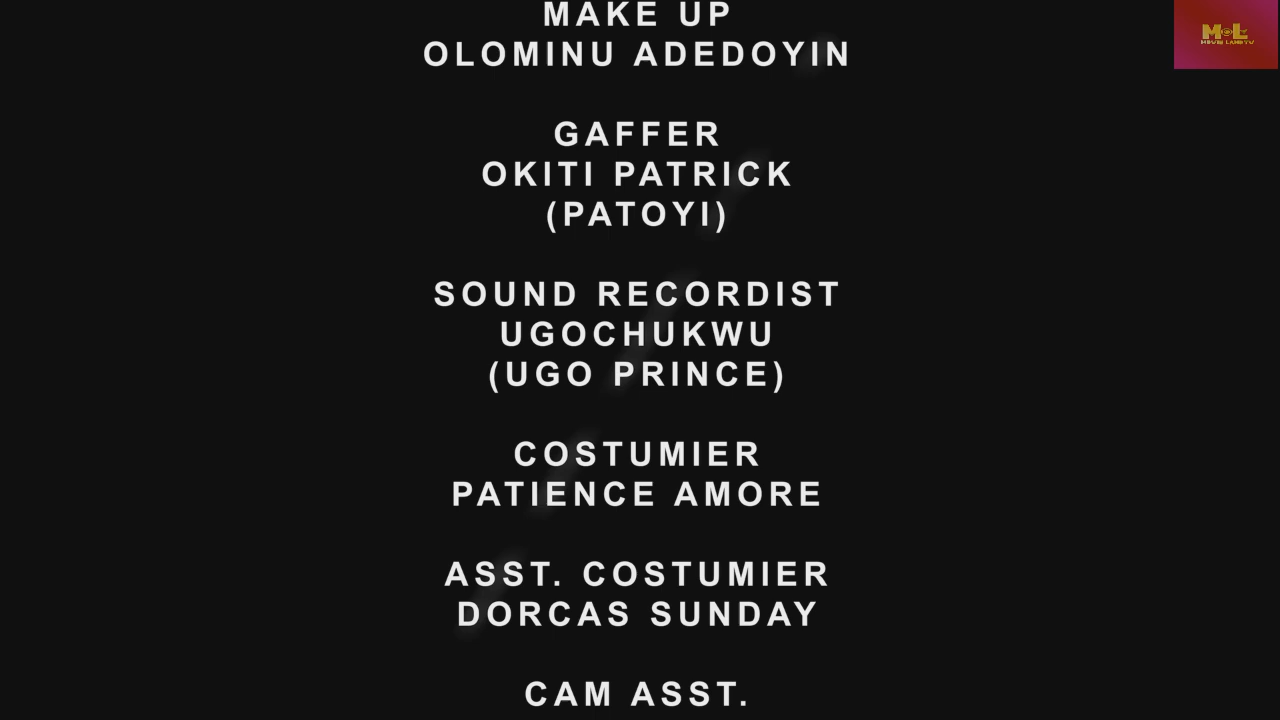 MAKE UP
OLOMINU ADEDOYIN
GAFFER
OKITI PATRICK
(PATOYI)
SOUND RECORDIST
UGOCHUKWU
(UGO PRINCE)
COSTUMIER
PATIENCE AMORE
ASST. COSTUMIER
DORCAS SUNDAY
CAM ASST.